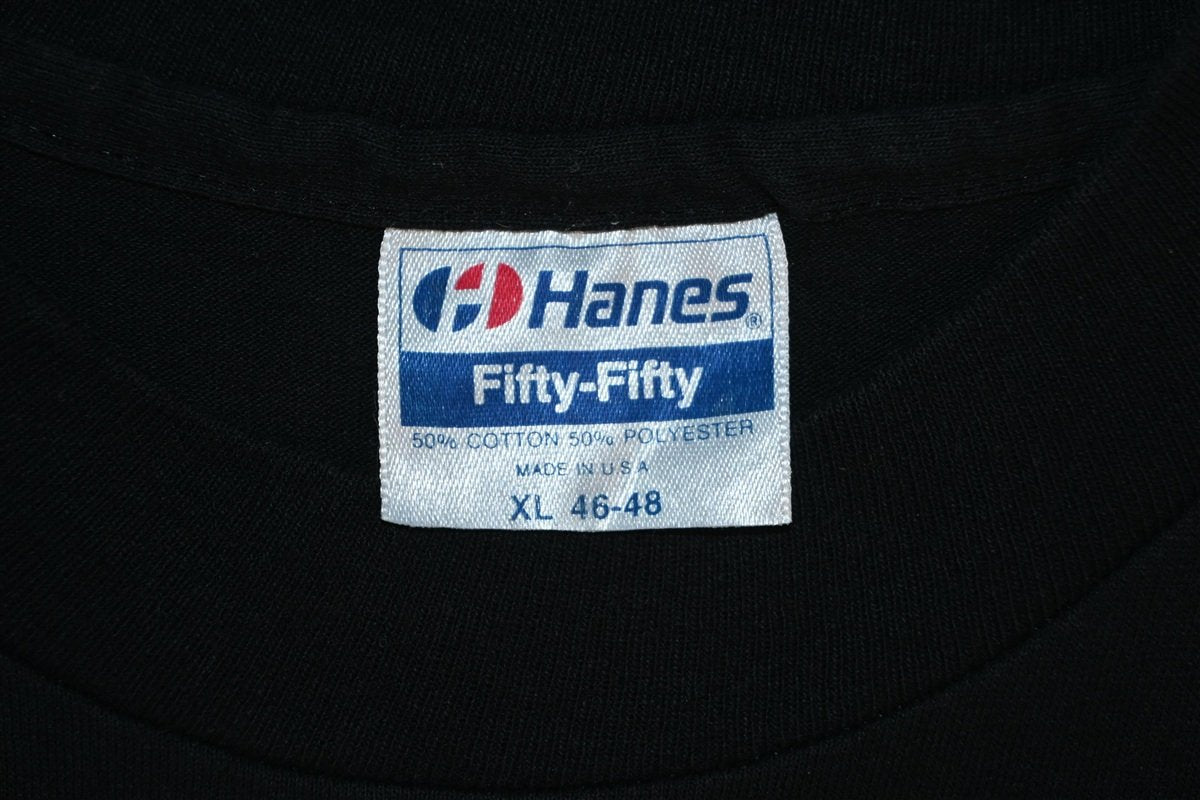 Hanes®
Fifty-Fifty
50% COTTON 50% POLYESTER
MADE IN U S A
XL 46-48